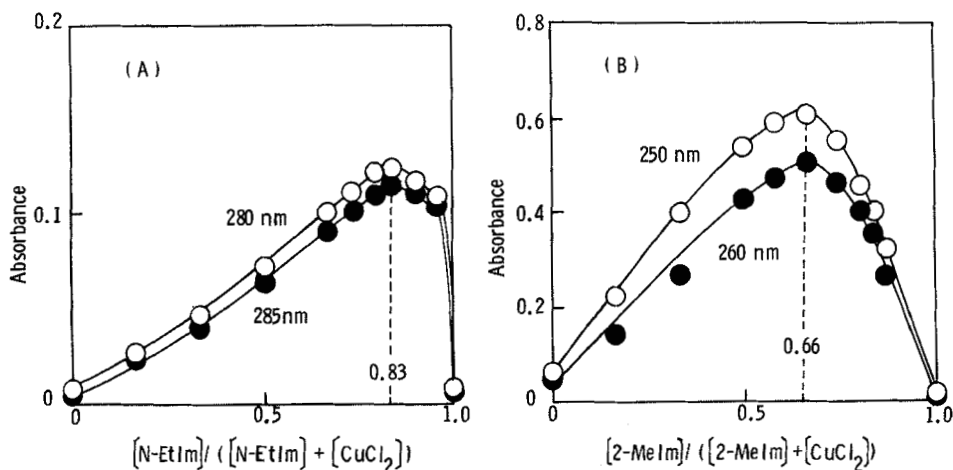 0.2
(A)
Absorbance
0.1
280 nm
285nm
0.83
0
0
0.5
1.0
[N-EtIm]/([N-EtIm]+[CuCl₂])
0.8
(B)
0.6
250 nm
Absorbance
0.4
260 nm
0.2
0.66
0
0
0.5
1.0
[2-MeIm]/([2-MeIm]+[CuCl₂])